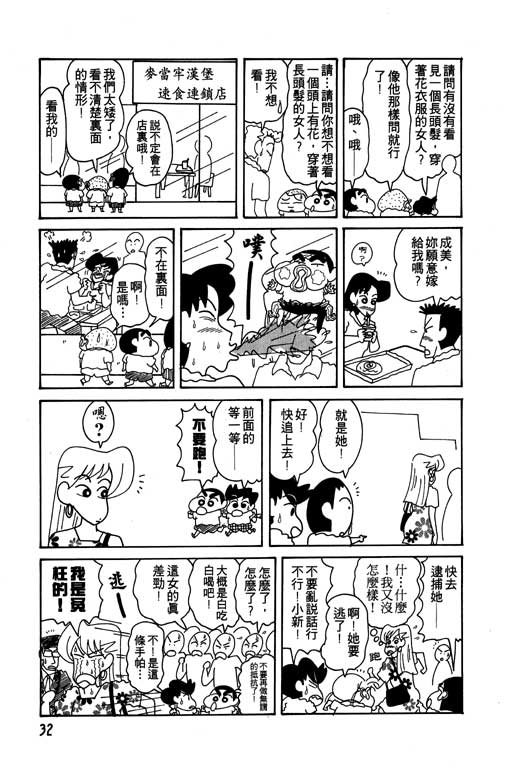 請問有沒有看
見一個長頭髮，穿
著花衣服的女人？
像他那樣問就行
了！
哦、哦
請…請問你想不想看
一個頭上有花，穿著
長頭髮的女人？
我不想
看！
麥當牢漢堡
速食連鎖店
說不定會在
店裏哦！
我們太矮了，
看不清楚裏面
的情形！
看我的——
成美，
妳願意嫁
給我嗎？
啊？
噗——
不在裏面！
啊！
是嗎…
就是她！
好！
快追上去！
前面的
等一等——
不要跑！
嗯？
快去
逮捕她
什…什麼
！我又沒
怎麼樣！
跑
啊！她要
逃了！
不要亂說話行
不行！小新！
怎麼了，
怎麼了？
大概是白吃
白喝吧！
這女的真
差勁！
不要再做無謂
的抵抗了！
不！是這
條手帕…
逃——
我是冤
枉的！
32